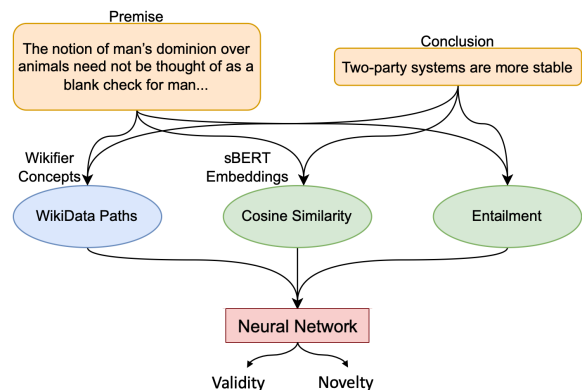 Premise
The notion of man's dominion over
animals need not be thought of as a
blank check for man...
Conclusion
Two-party systems are more stable
Wikifier
Concepts
sBERT
Embeddings
WikiData Paths
Cosine Similarity
Entailment
Neural Network
Validity
Novelty